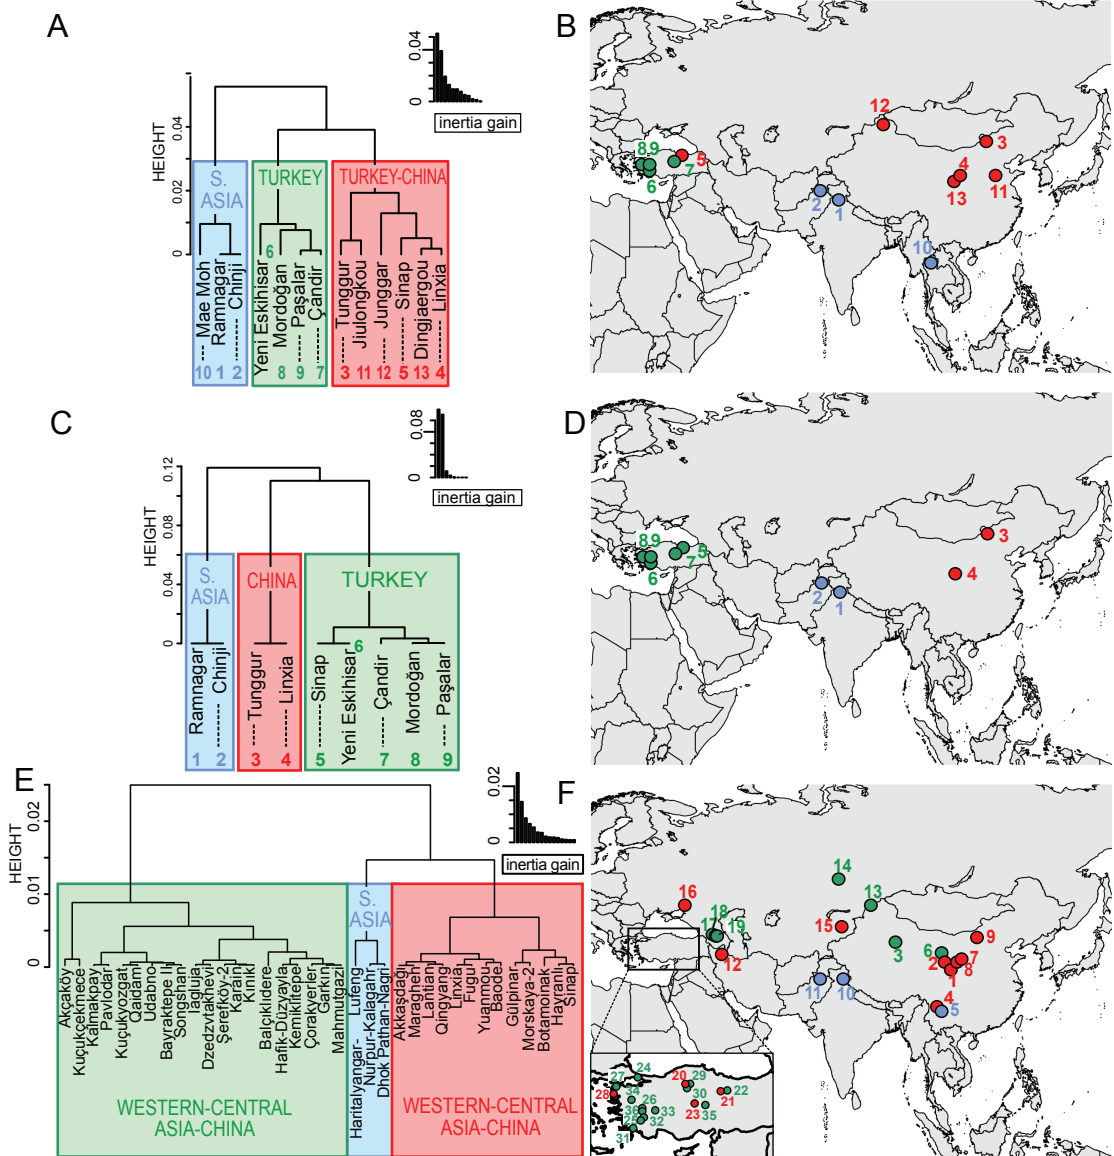 A
0.04
0
inertia gain
HEIGHT
0.04
0.02
0
S.
ASIA
TURKEY
TURKEY-CHINA
6
Mae Moh
Ramnagar
Chinji
Yeni Eskihisar
Mordoğan
Paşalar
Çandir
Tunggur
Jiulongkou
Junggar
Sinap
Dingjaergou
Linxia
10 1 2
8 9 7
3 11 12 5 13 4
B
12
3
8,9
5
7
6
4
13
11
2
1
10
C
0.08
0
inertia gain
HEIGHT
0.12
0.08
0.04
0
S.
ASIA
CHINA
TURKEY
6
Ramnagar
Chinji
Tunggur
Linxia
Sinap
Yeni Eskihisar
Çandir
Mordoğan
Paşalar
1 2
3 4
5 7 8 9
D
3
8,9
5
7
6
4
2
1
E
0.02
0
inertia gain
HEIGHT
0.02
0.01
0
S.
ASIA
Akçaköy
Kuçukçekmece
Kalmakpay
Pavlodar
Kuçukyozgat
Qaidam
Udabno
Bayraktepe II
Songshan
Taglujа
Dzedzvtakhevi
Şerefköy-2
Karain
Kinik
Balçiklidere
Hafik-Düzyayla
Kemiklitepe
Çorakyerler
Garkin
Mahmutgazi
Haritalyangar-
Lufeng
Nurpur-Kalagahr
Dhok Pathan-Nagri
Akkaşdaği
Maragheh
Lantian
Qingyang
Linxia
Fugu
Yuanmou
Baode
Gülpinar
Morskaya-2
Botamoinak
Hayranli
Sinap
WESTERN-CENTRAL
ASIA-CHINA
WESTERN-CENTRAL
ASIA-CHINA
F
14
13
16
18
17
19
15
12
3
6
9
2
7
8
1
11
10
4
5
24
27
20
29
28
34
30
22
21
26
36
33
23
35
25
32
31